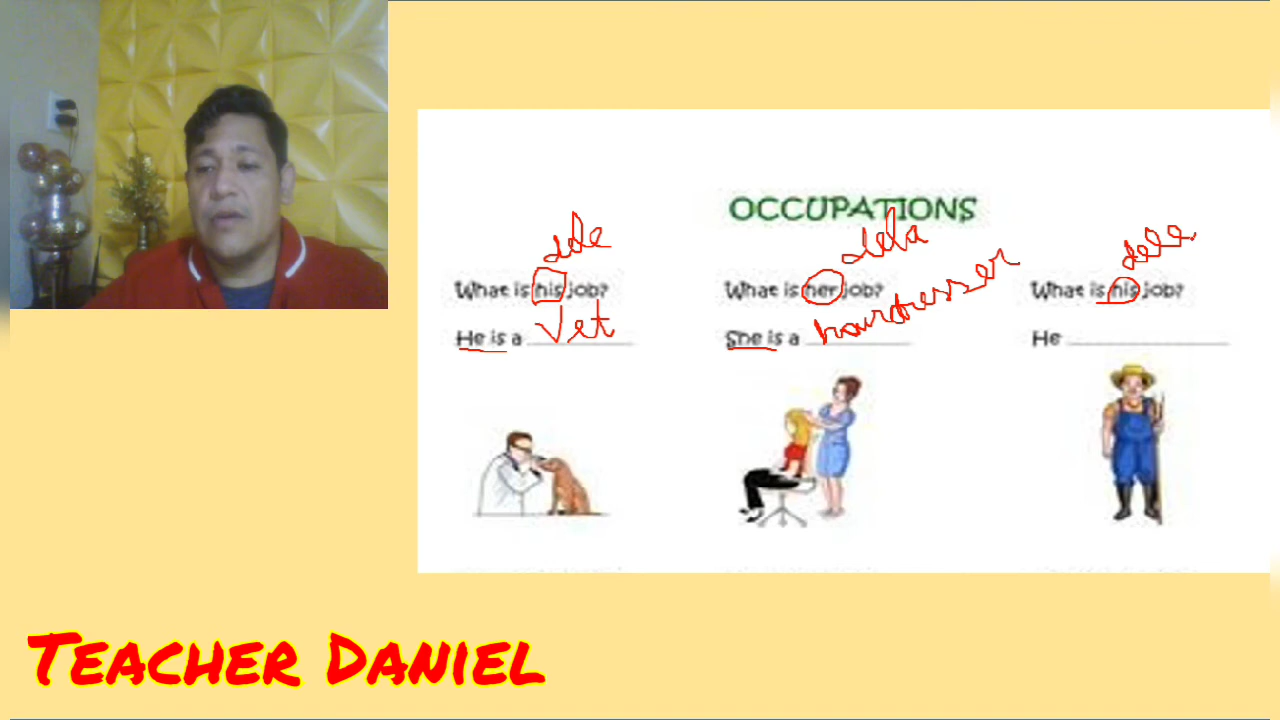 OCCUPATIONS
dele
dela
dele
What is his job?
What is her job?
What is his job?
He is a Vet
She is a hairdresser
He
TEACHER DANIEL